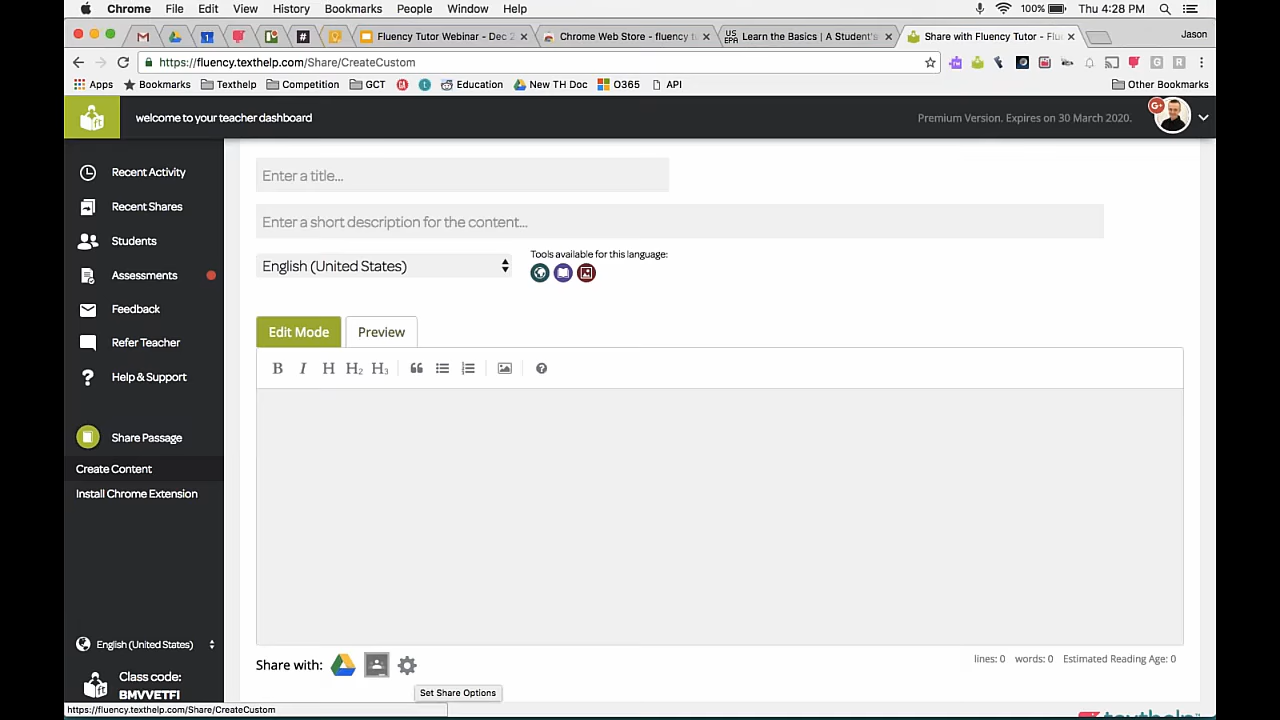 Chrome File Edit View History Bookmarks People Window Help 100% Thu 4:28 PM
Fluency Tutor Webinar - Dec 2 Chrome Web Store - fluency tu US EPA Learn the Basics | A Student's Share with Fluency Tutor - Flue Jason
https://fluency.texthelp.com/Share/CreateCustom
Apps Bookmarks Texthelp Competition GCT Education New TH Doc O365 API Other Bookmarks
welcome to your teacher dashboard Premium Version. Expires on 30 March 2020.
Recent Activity
Recent Shares
Students
Assessments
Feedback
Refer Teacher
Help & Support
Share Passage
Create Content
Install Chrome Extension
English (United States)
Class code:
BMVVETFI
Enter a title...
Enter a short description for the content...
Tools available for this language:
English (United States)
Edit Mode Preview
B I H H2 H3
Share with: lines: 0 words: 0 Estimated Reading Age: 0
Set Share Options
https://fluency.texthelp.com/Share/CreateCustom
texthelp